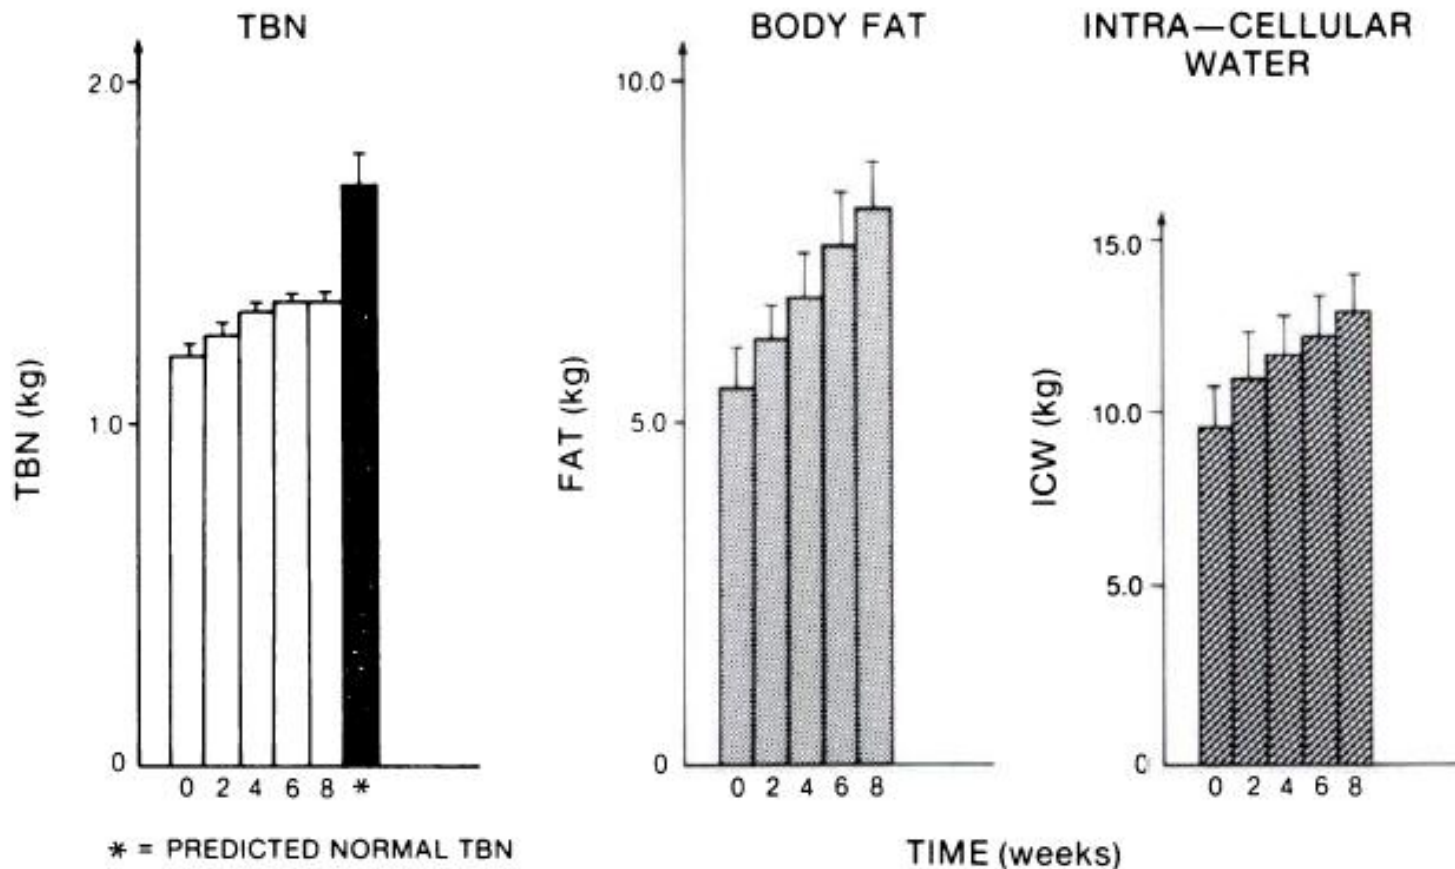 TBN
2.0
1.0
0
TBN (kg)
0 2 4 6 8 *
* = PREDICTED NORMAL TBN
BODY FAT
10.0
5.0
0
FAT (kg)
0 2 4 6 8
INTRA—CELLULAR
WATER
15.0
10.0
5.0
0
ICW (kg)
0 2 4 6 8
TIME (weeks)